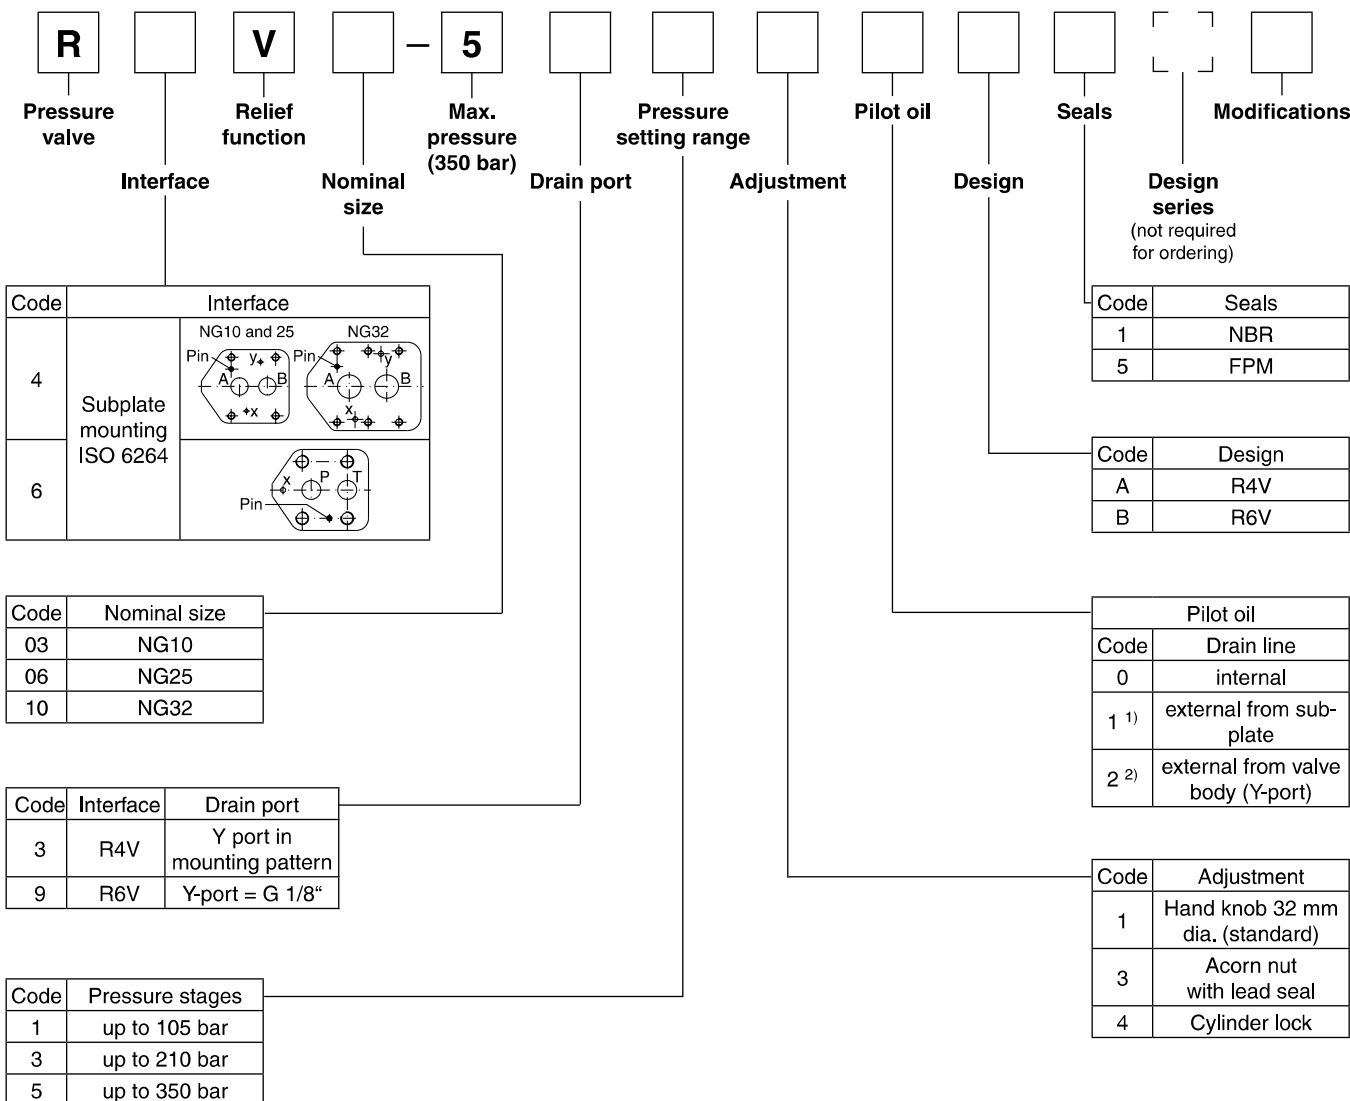 R V – 5
Pressure
valve
Relief
function
Max.
pressure
(350 bar)
Pressure
setting range
Pilot oil
Seals
Modifications
Interface
Nominal
size
Drain port
Adjustment
Design
Design
series
(not required
for ordering)
Code Interface
NG10 and 25 NG32
Pin y Pin y
A B A B
x x
4
Subplate
mounting
ISO 6264
6
x P T
Pin
Code Nominal size
03 NG10
06 NG25
10 NG32
Code Interface Drain port
3 R4V Y port in
mounting pattern
9 R6V Y-port = G 1/8“
Code Pressure stages
1 up to 105 bar
3 up to 210 bar
5 up to 350 bar
Code Seals
1 NBR
5 FPM
Code Design
A R4V
B R6V
Pilot oil
Code Drain line
0 internal
1 1) external from sub-
plate
2 2) external from valve
body (Y-port)
Code Adjustment
1 Hand knob 32 mm
dia. (standard)
3 Acorn nut
with lead seal
4 Cylinder lock